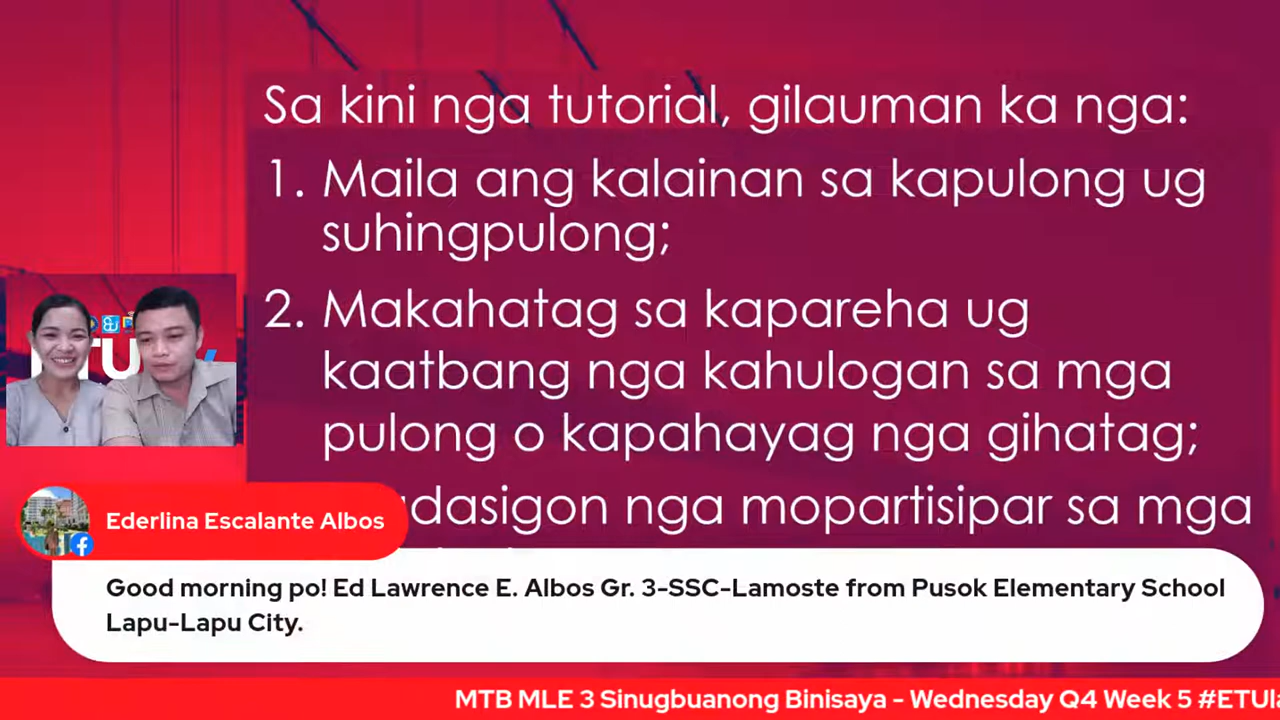 Sa kini nga tutorial, gilauman ka nga:
1. Maila ang kalainan sa kapulong ug
suhingpulong;
2. Makahatag sa kapareha ug
kaatbang nga kahulogan sa mga
pulong o kapahayag nga gihatag;
dasigon nga mopartisipar sa mga
Ederlina Escalante Albos
Good morning po! Ed Lawrence E. Albos Gr. 3-SSC-Lamoste from Pusok Elementary School
Lapu-Lapu City.
MTB MLE 3 Sinugbuanong Binisaya - Wednesday Q4 Week 5 #ETUla